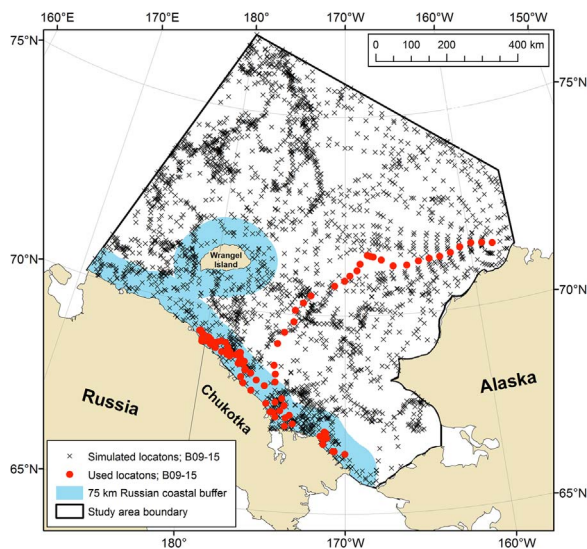 160°E
170°E
180°
170°W
160°W
150°W
75°N
75°N
0 100 200 400 km
Wrangel
Island
70°N
70°N
Russia
Chukotka
Alaska
Simulated locatons; B09-15
Used locatons; B09-15
75 km Russian coastal buffer
Study area boundary
65°N
65°N
180°
170°W
160°W